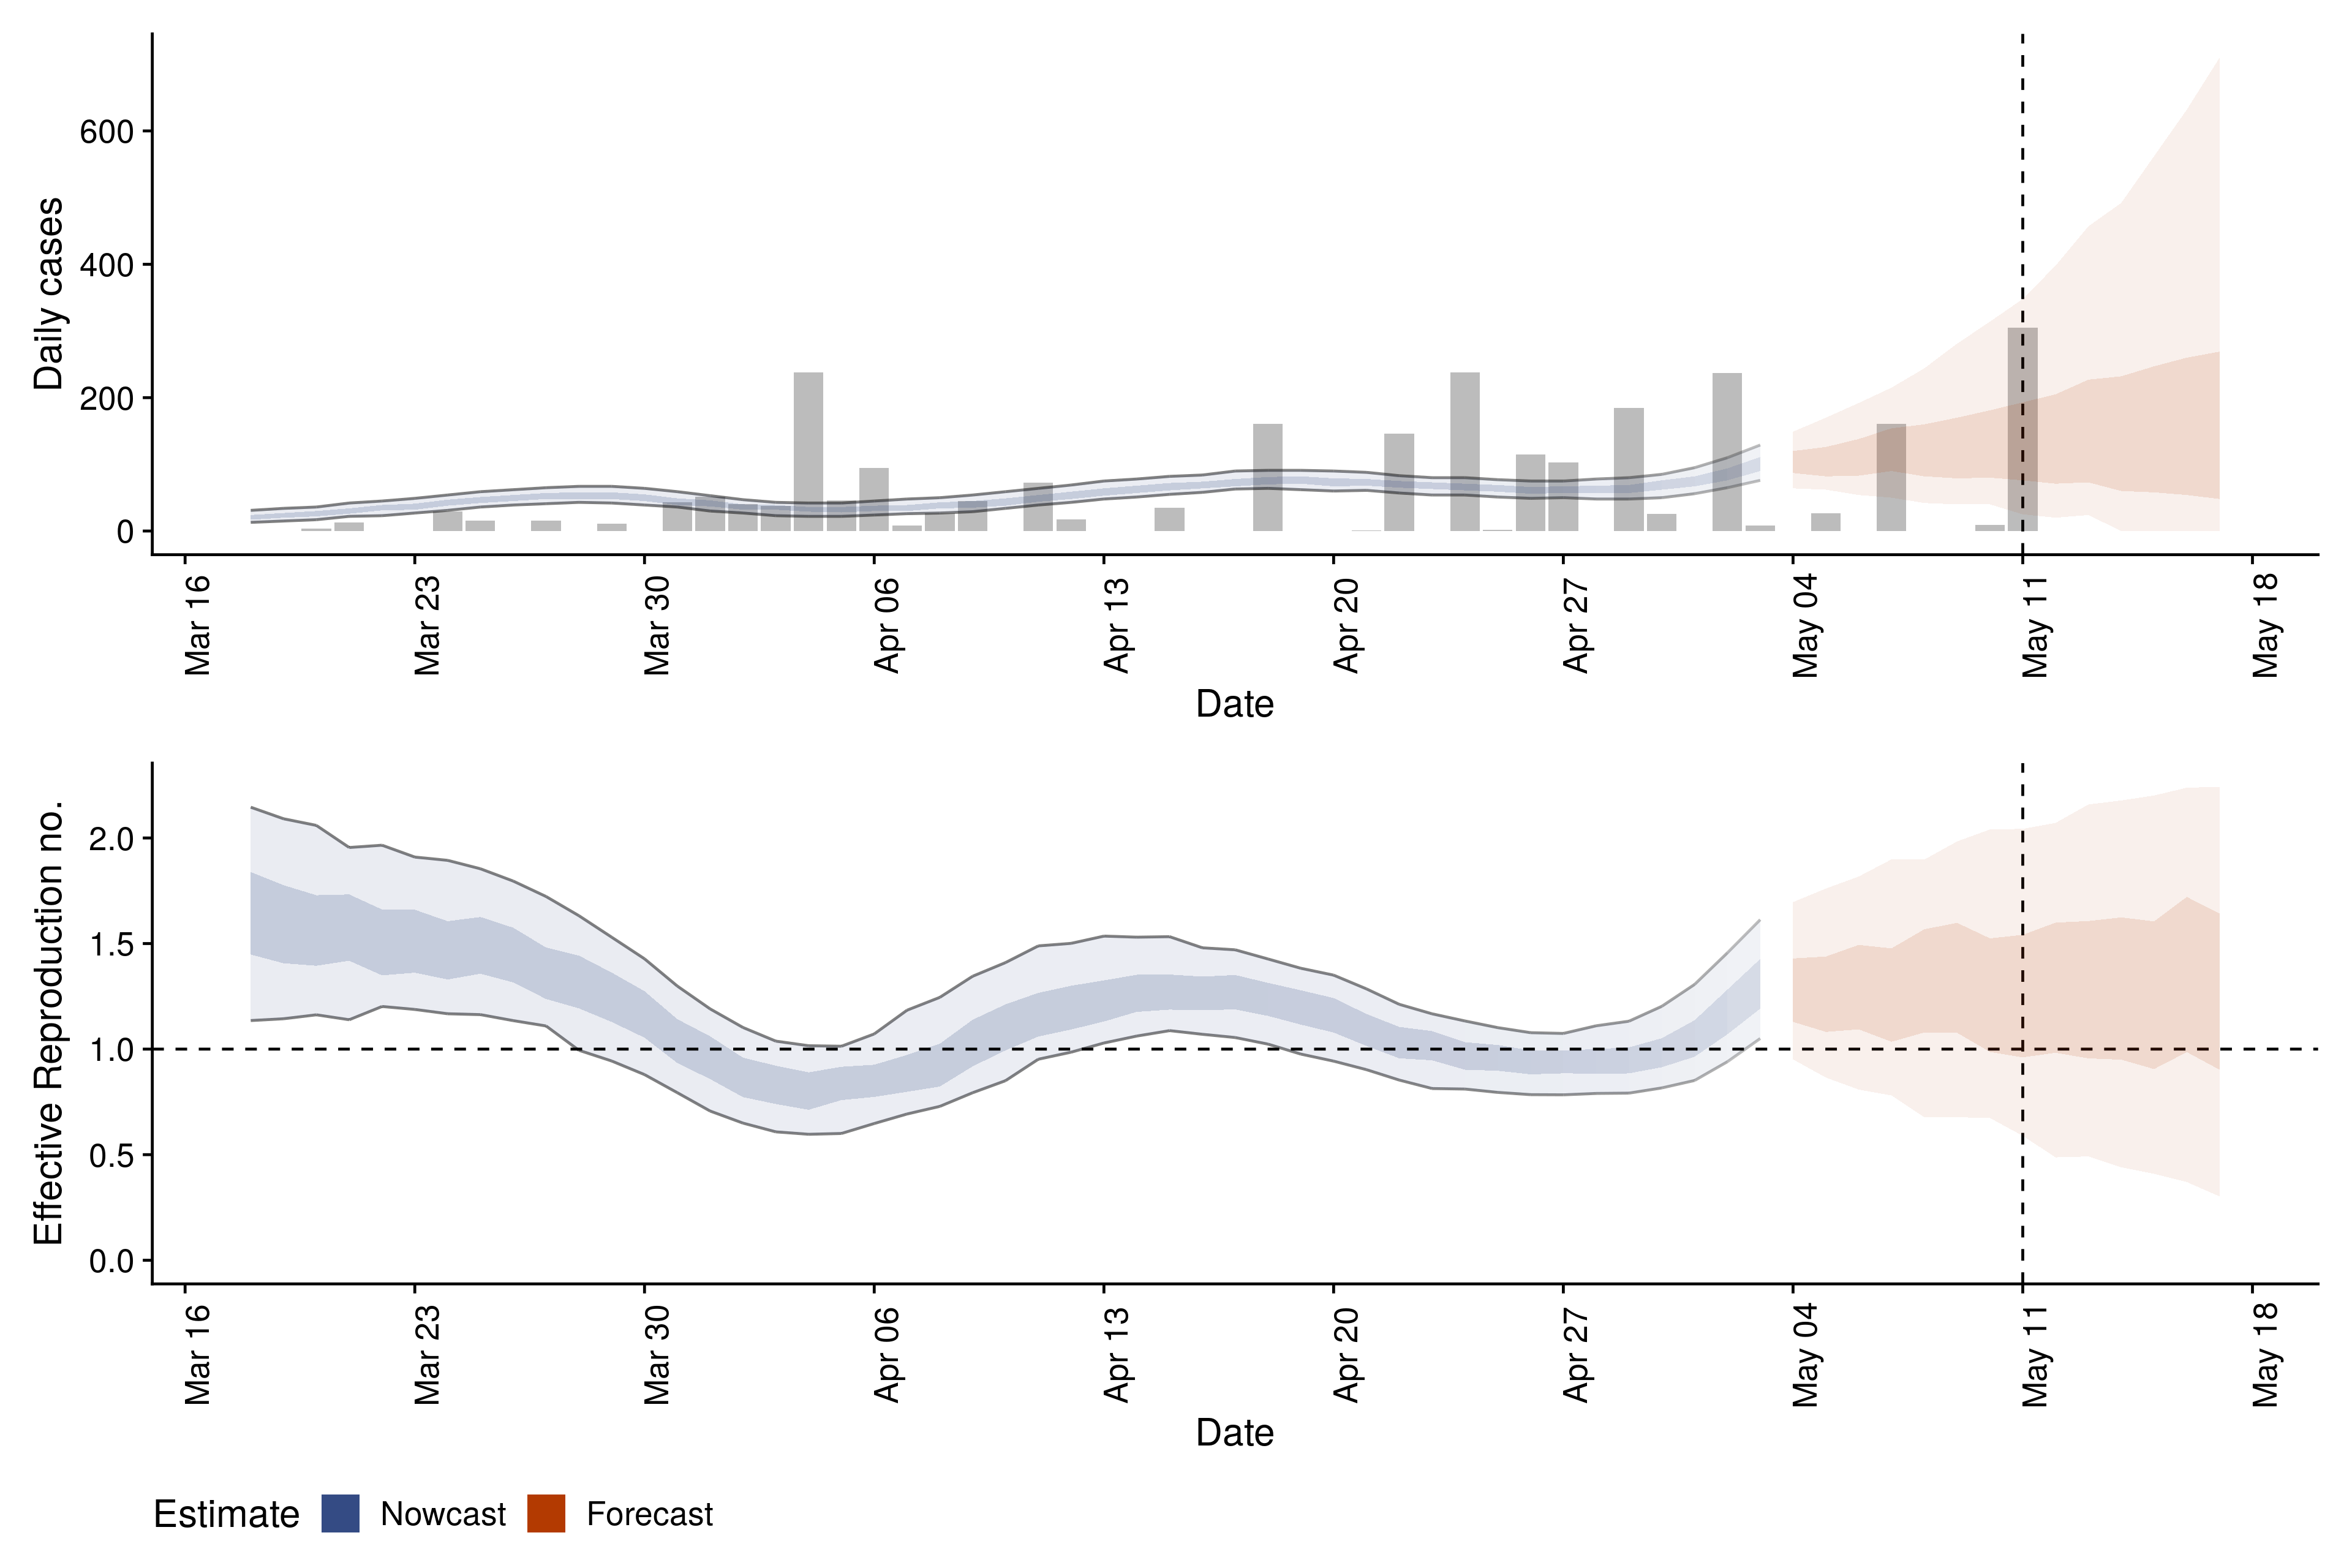 Daily cases
600
400
200
0
Mar 16
Mar 23
Mar 30
Apr 06
Apr 13
Apr 20
Apr 27
May 04
May 11
May 18
Date
Effective Reproduction no.
2.0
1.5
1.0
0.5
0.0
Mar 16
Mar 23
Mar 30
Apr 06
Apr 13
Apr 20
Apr 27
May 04
May 11
May 18
Date
Estimate Nowcast Forecast